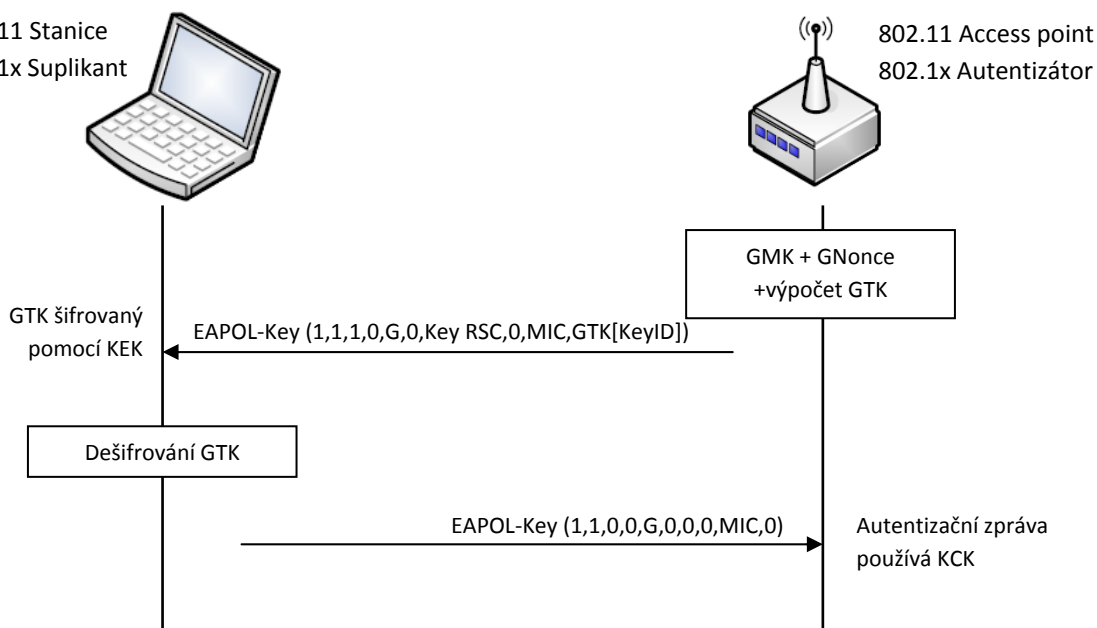 11 Stanice
1x Suplikant
802.11 Access point
802.1x Autentizátor
GMK + GNonce
+výpočet GTK
GTK šifrovaný
pomocí KEK
EAPOL-Key (1,1,1,0,G,0,Key RSC,0,MIC,GTK[KeyID])
Dešifrování GTK
EAPOL-Key (1,1,0,0,G,0,0,0,MIC,0)
Autentizační zpráva
používá KCK